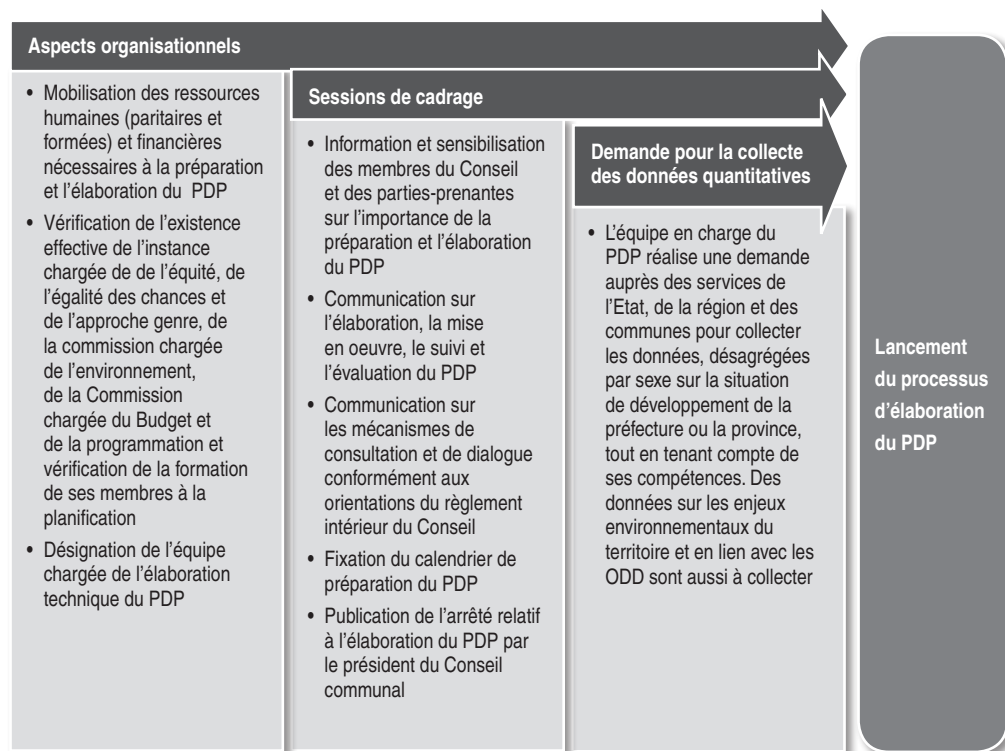 Aspects organisationnels
• Mobilisation des ressources
humaines (paritaires et
formées) et financières
nécessaires à la préparation
et l’élaboration du PDP
• Vérification de l’existence
effective de l’instance
chargée de de l’équité, de
l’égalité des chances et
de l’approche genre, de
la commission chargée
de l’environnement,
de la Commission
chargée du Budget et
de la programmation et
vérification de la formation
de ses membres à la
planification
• Désignation de l’équipe
chargée de l’élaboration
technique du PDP
Sessions de cadrage
• Information et sensibilisation
des membres du Conseil
et des parties-prenantes
sur l’importance de la
préparation et l’élaboration
du PDP
• Communication sur
l’élaboration, la mise
en oeuvre, le suivi et
l’évaluation du PDP
• Communication sur
les mécanismes de
consultation et de dialogue
conformément aux
orientations du règlement
intérieur du Conseil
• Fixation du calendrier de
préparation du PDP
• Publication de l’arrêté relatif
à l’élaboration du PDP par
le président du Conseil
communal
Demande pour la collecte
des données quantitatives
• L’équipe en charge du
PDP réalise une demande
auprès des services de
l’Etat, de la région et des
communes pour collecter
les données, désagrégées
par sexe sur la situation
de développement de la
préfecture ou la province,
tout en tenant compte de
ses compétences. Des
données sur les enjeux
environnementaux du
territoire et en lien avec les
ODD sont aussi à collecter
Lancement
du processus
d’élaboration
du PDP